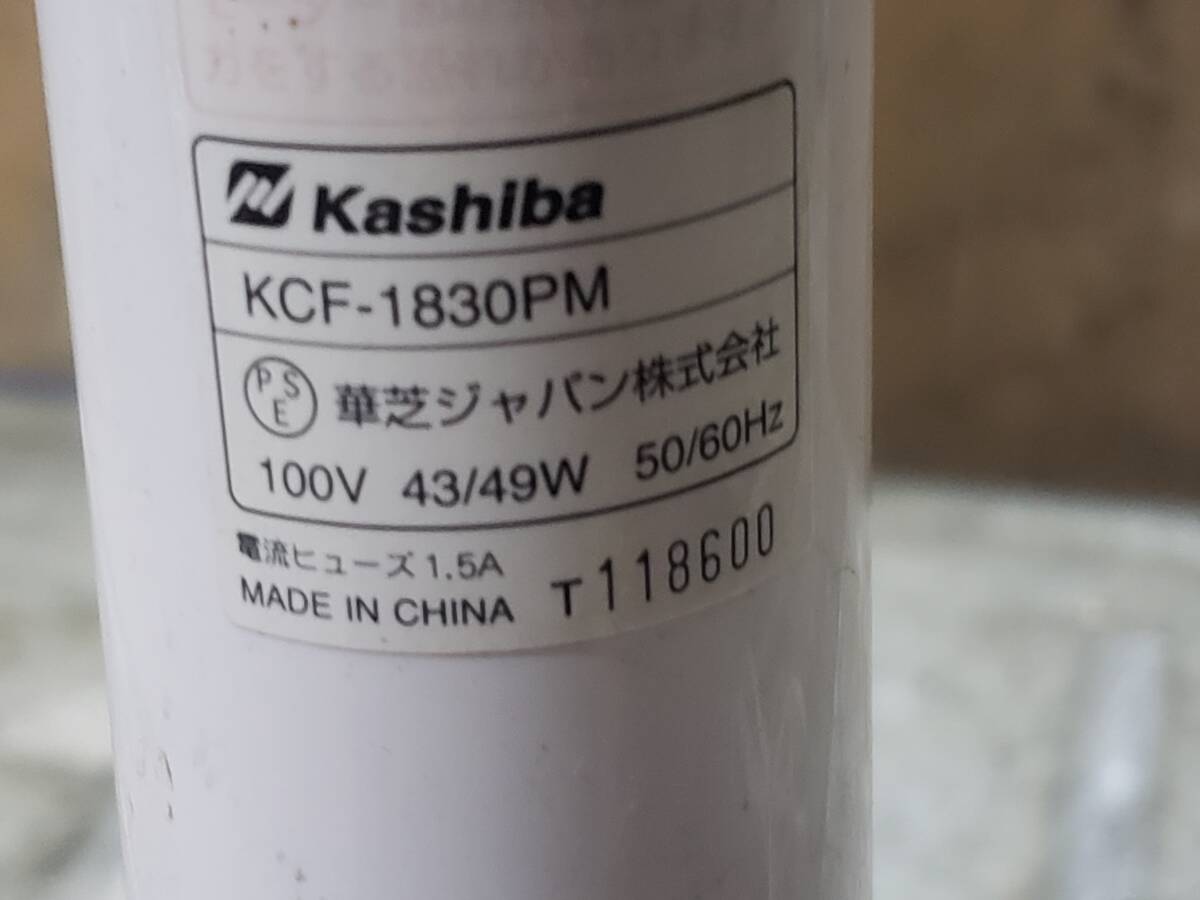 Kashiba
KCF-1830PM
PSE 華芝ジャパン株式会社
100V 43/49W 50/60Hz
電流ヒューズ1.5A
MADE IN CHINA T118600